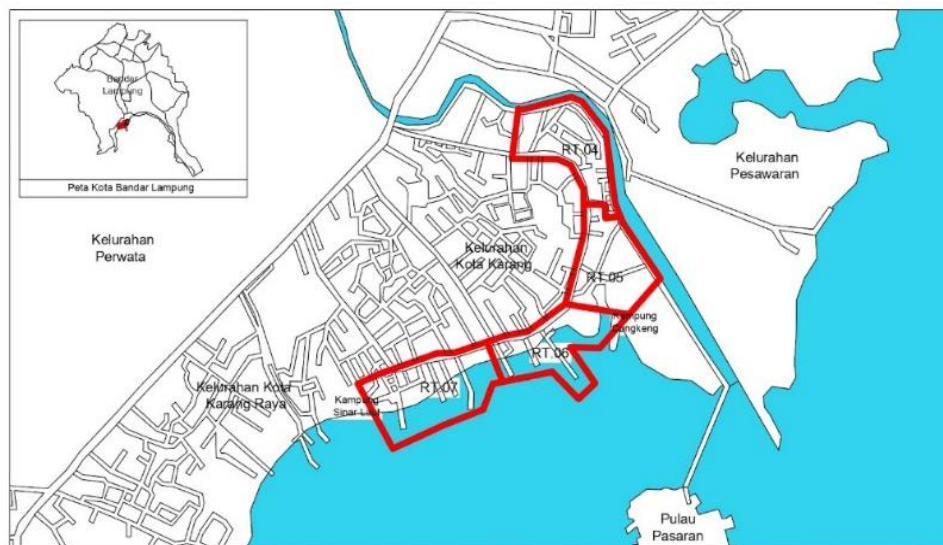 Bandar
Lampung
Peta Kota Bandar Lampung
Kelurahan
Perwata
RT.04
Kelurahan
Pesawaran
Kelurahan
Kota Karang
RT.05
Kampung
Cungkeng
RT.06
RT.07
Kelurahan Kota
Karang Raya
Kampung
Sinar Laut
Pulau
Pasaran